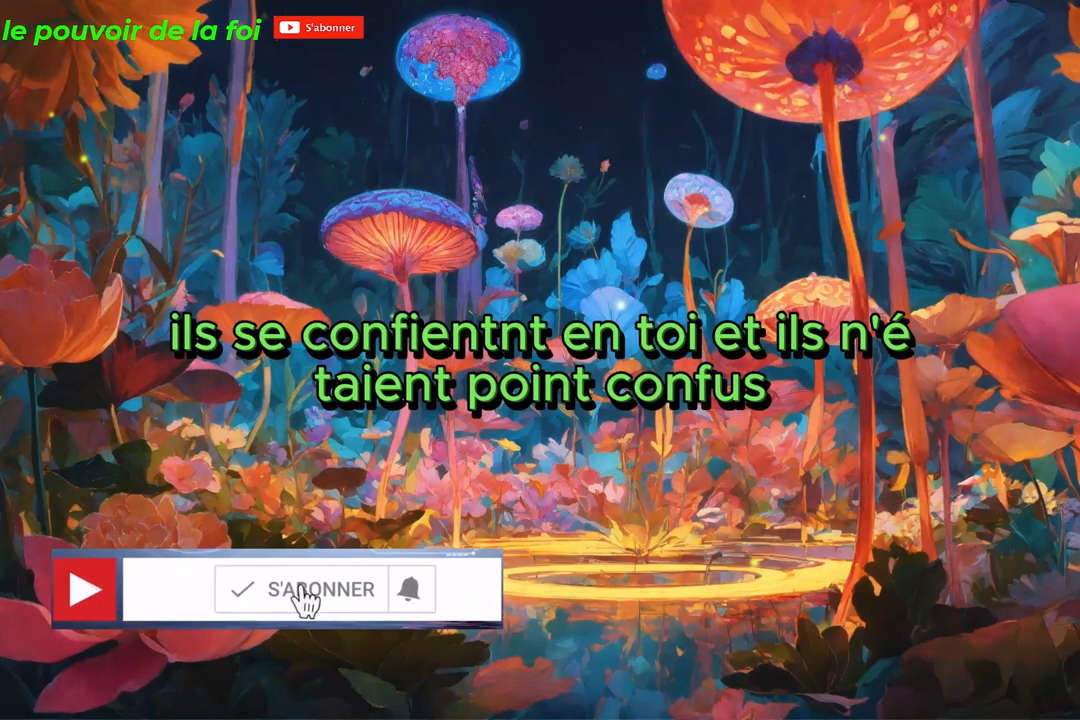 le pouvoir de la foi
S'abonner
ils se confientnt en toi et ils n'é
taient point confus
S'ABONNER